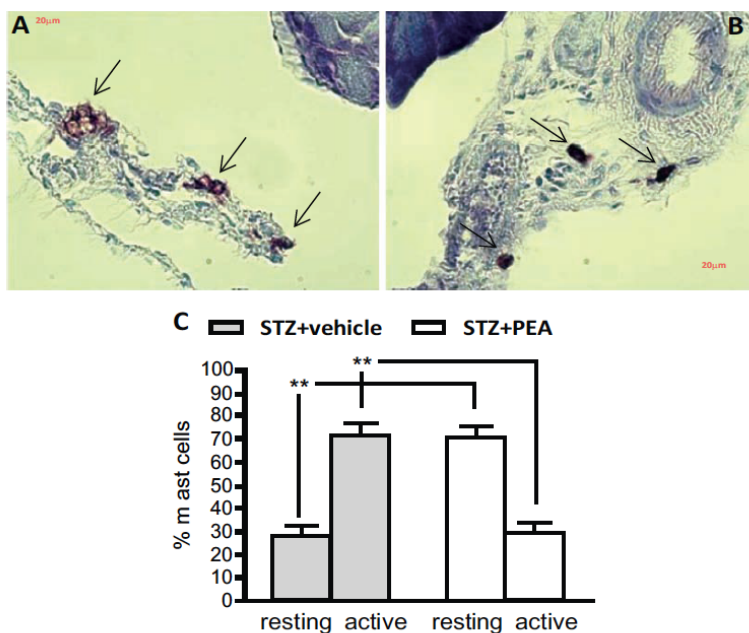 A
20μm
B
20μm
C STZ+vehicle STZ+PEA
100
90
80
70
60
50
40
30
20
10
0
% m ast cells
**
**
resting active resting active